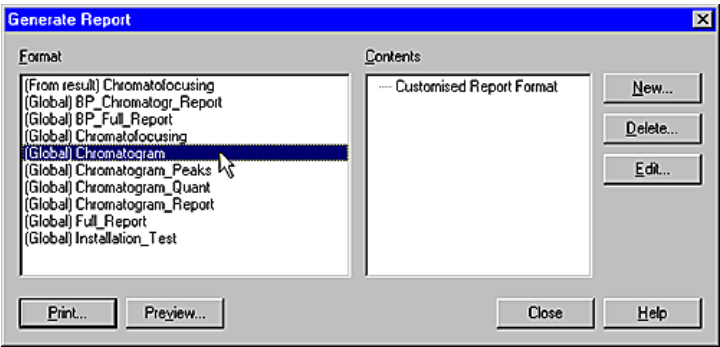 Generate Report
Format
(From result) Chromatofocusing
(Global) BP_Chromatogr_Report
(Global) BP_Full_Report
(Global) Chromatofocusing
(Global) Chromatogram
(Global) Chromatogram_Peaks
(Global) Chromatogram_Quant
(Global) Chromatogram_Report
(Global) Full_Report
(Global) Installation_Test
Contents
Customised Report Format
New...
Delete...
Edit...
Print...
Preview...
Close
Help